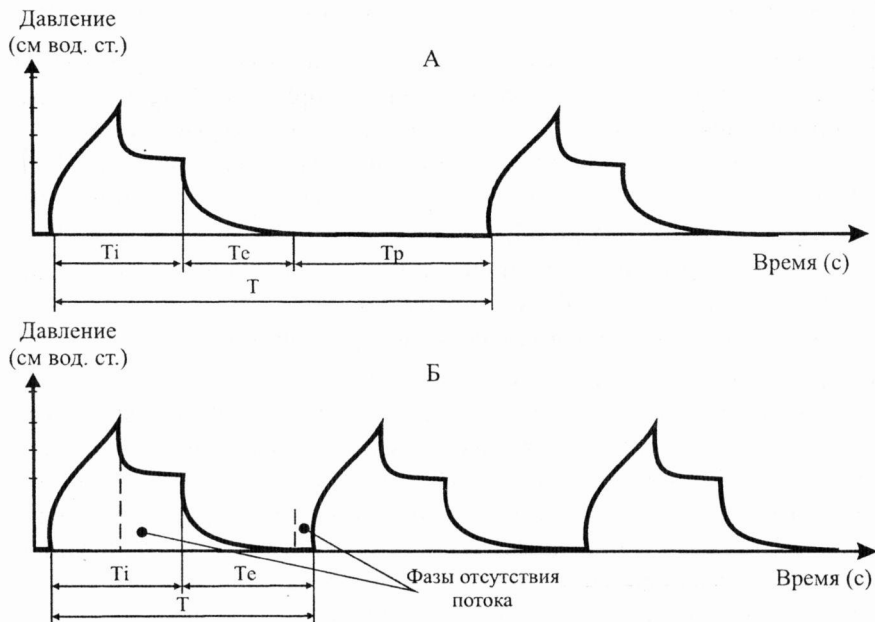 Давление
(см вод. ст.)
А
Ti
Te
Tp
Время (с)
T
Давление
(см вод. ст.)
Б
Ti
Te
Фазы отсутствия
потока
Время (с)
T